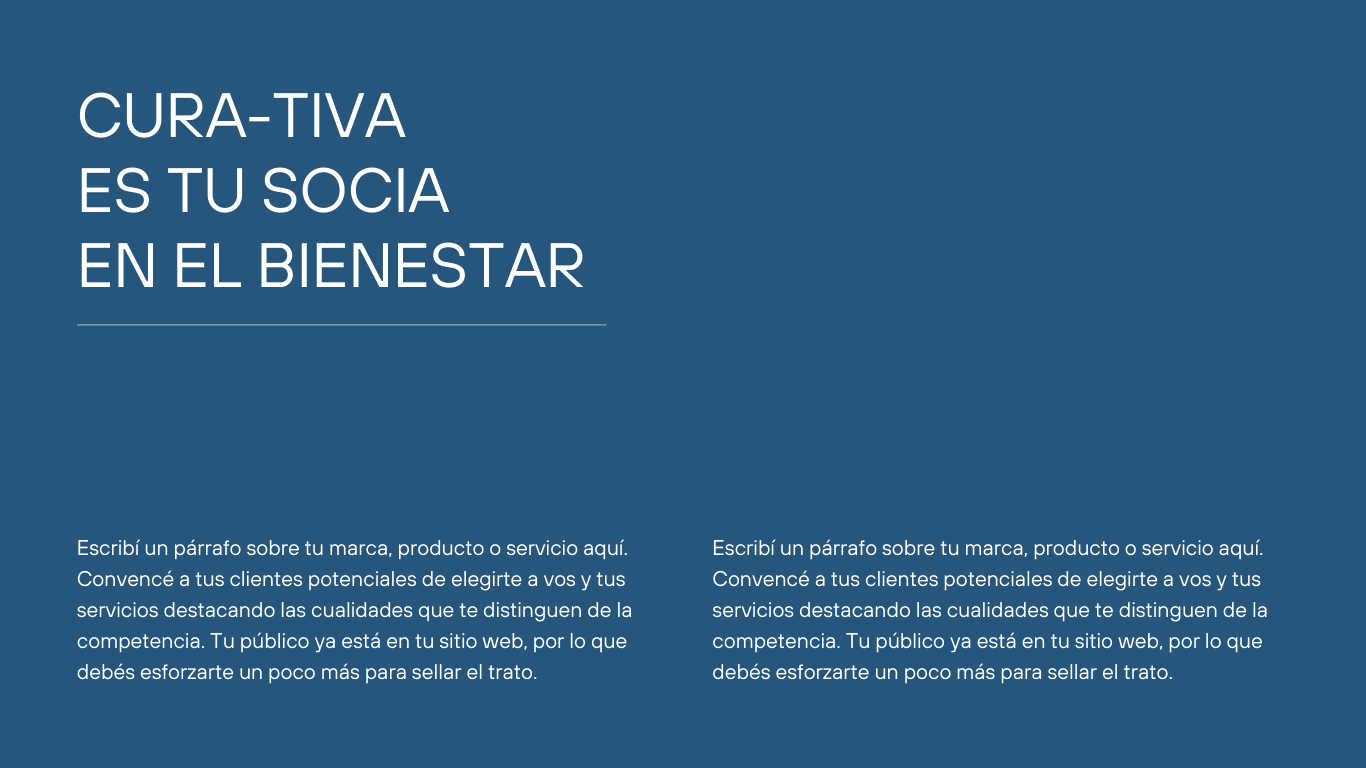 CURA-TIVA
ES TU SOCIA
EN EL BIENESTAR
Escribí un párrafo sobre tu marca, producto o servicio aquí.
Convencé a tus clientes potenciales de elegirte a vos y tus
servicios destacando las cualidades que te distinguen de la
competencia. Tu público ya está en tu sitio web, por lo que
debés esforzarte un poco más para sellar el trato.
Escribí un párrafo sobre tu marca, producto o servicio aquí.
Convencé a tus clientes potenciales de elegirte a vos y tus
servicios destacando las cualidades que te distinguen de la
competencia. Tu público ya está en tu sitio web, por lo que
debés esforzarte un poco más para sellar el trato.